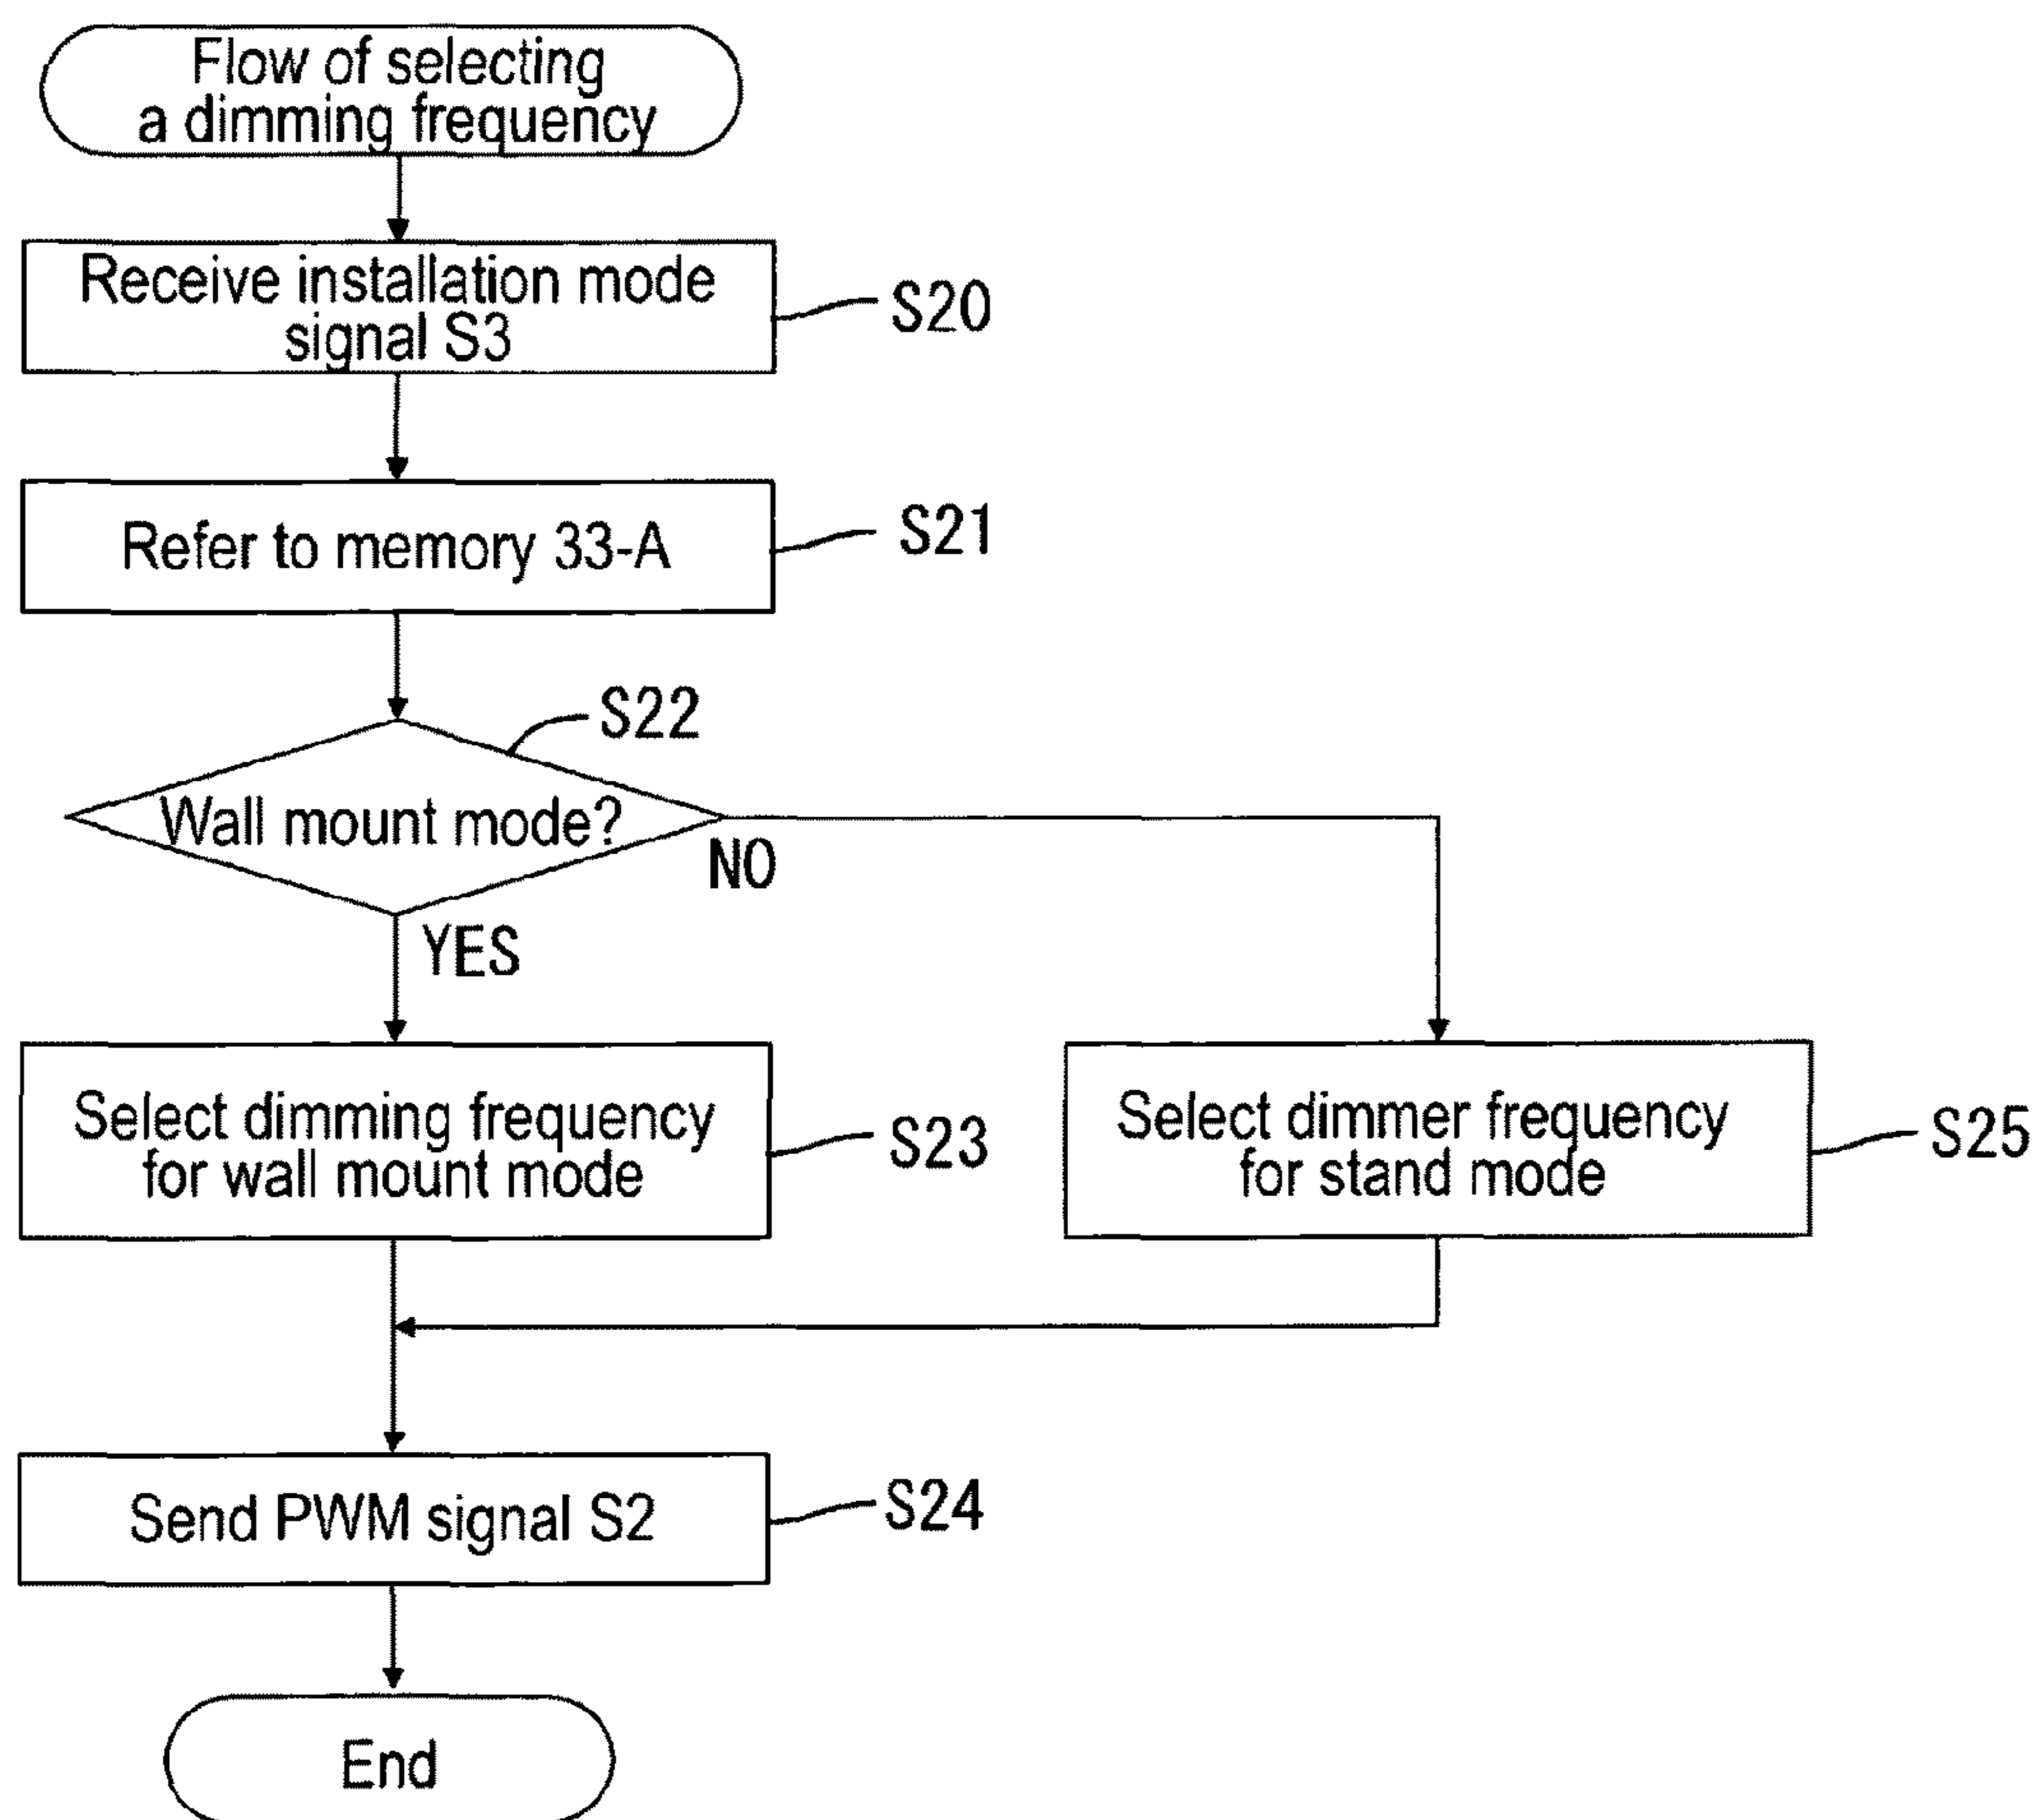 Flow of selecting
a dimming frequency
Receive installation mode
signal S3
S20
Refer to memory 33-A
S21
S22
Wall mount mode?
NO
YES
Select dimming frequency
for wall mount mode
S23
Select dimmer frequency
for stand mode
S25
Send PWM signal S2
S24
End